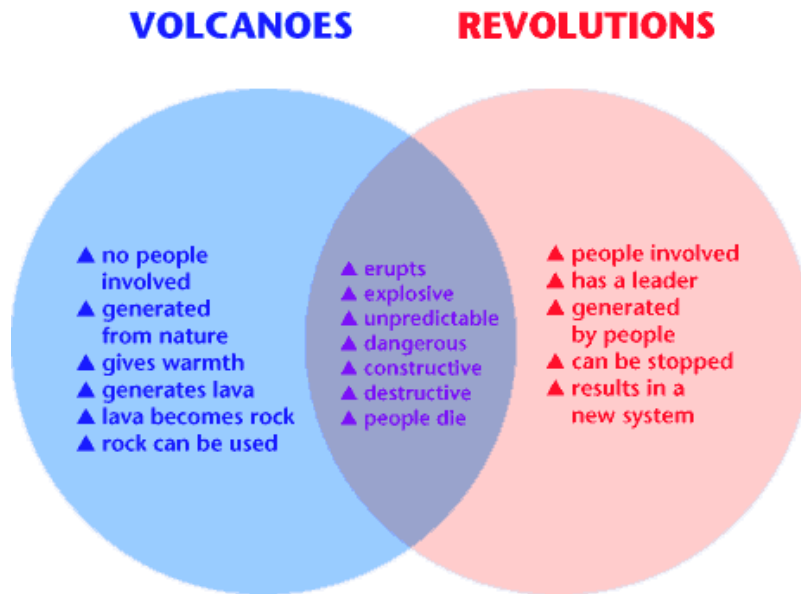 VOLCANOES
REVOLUTIONS
▲ no people
involved
▲ generated
from nature
▲ gives warmth
▲ generates lava
▲ lava becomes rock
▲ rock can be used
▲ erupts
▲ explosive
▲ unpredictable
▲ dangerous
▲ constructive
▲ destructive
▲ people die
▲ people involved
▲ has a leader
▲ generated
by people
▲ can be stopped
▲ results in a
new system